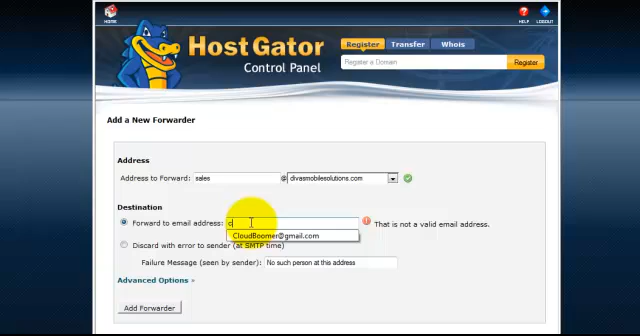 HOME
HELP
LOGOUT
HostGator
Control Panel
Register
Transfer
Whois
Register a Domain
Register
Add a New Forwarder
Address
Address to Forward: sales @ divasmobilesolutions.com
Destination
Forward to email address: c
That is not a valid email address.
CloudBoomer@gmail.com
Discard with error to sender (at SMTP time)
Failure Message (seen by sender): No such person at this address
Advanced Options »
Add Forwarder